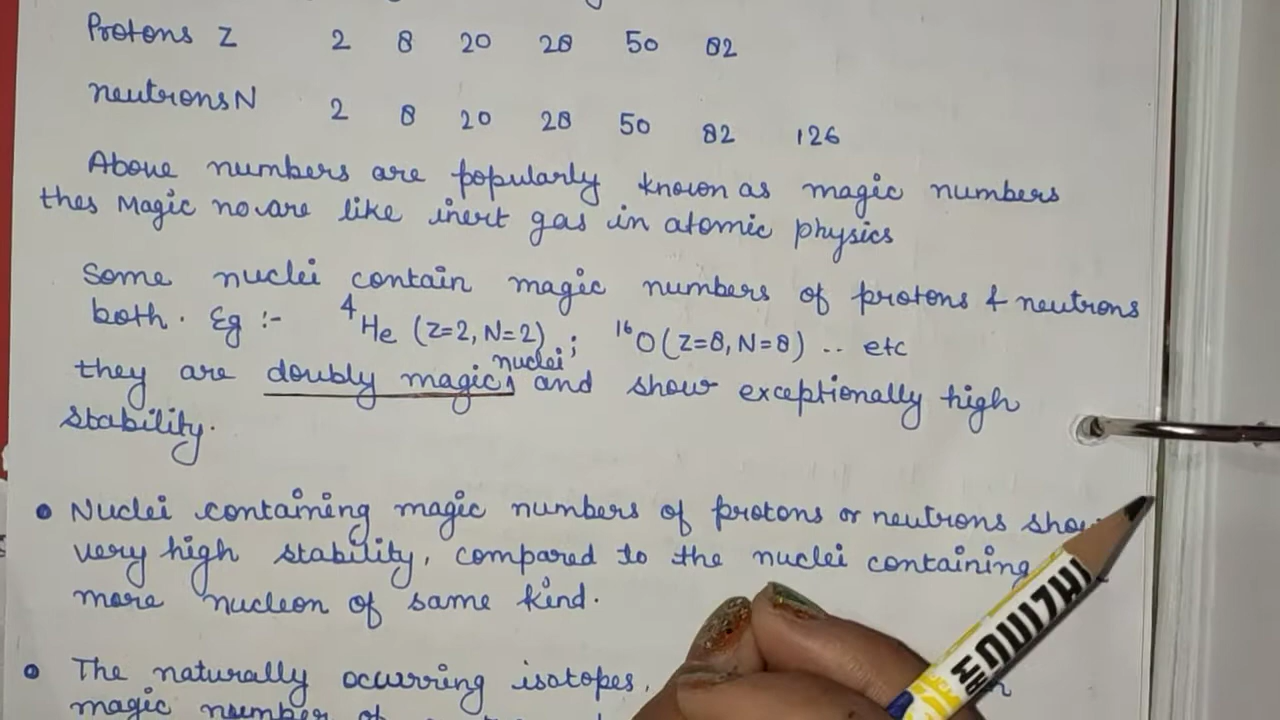 Protons Z 2 8 20 28 50 82
neutrons N 2 8 20 28 50 82 126
Above numbers are popularly known as magic numbers
thes Magic no. are like inert gas in atomic physics
Some nuclei contain magic numbers of protons & neutrons
both. Eg :- ⁴He (Z=2, N=2) ; ¹⁶O (Z=8, N=8) .. etc
they are doubly magic nuclei and show exceptionally high
stability.
• Nuclei containing magic numbers of protons or neutrons show
very high stability, compared to the nuclei containing
more nucleon of same kind.
• The naturally ocurring isotopes,
magic number of